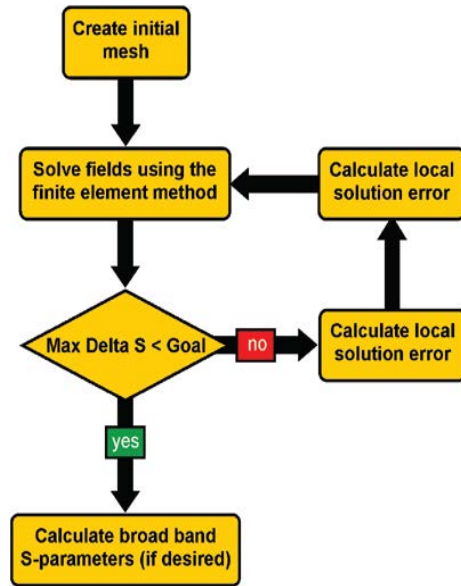 Create initial
mesh
Solve fields using the
finite element method
Calculate local
solution error
Max Delta S < Goal
no
Calculate local
solution error
yes
Calculate broad band
S-parameters (if desired)